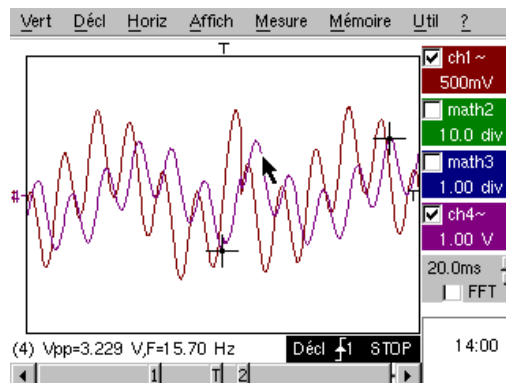 Vert Décl Horiz Affich Mesure Mémoire Util ?
T
ch1 ~
500mV
math2
10.0 div
math3
1.00 div
ch4~
1.00 V
20.0ms
FFT
(4) Vpp=3.229 V,F=15.70 Hz
Décl 1 STOP
14:00
1 T 2